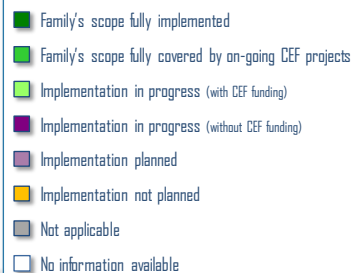 Family's scope fully implemented
Family's scope fully covered by on-going CEF projects
Implementation in progress (with CEF funding)
Implementation in progress (without CEF funding)
Implementation planned
Implementation not planned
Not applicable
No information available